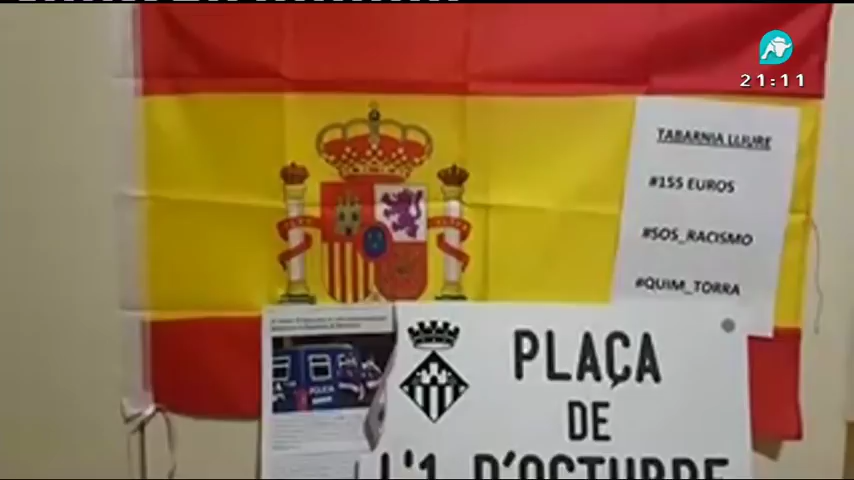 21:11
TABARNIA LLIURE
#155 EUROS
#SOS_RACISMO
#QUIM_TORRA
POLICIA
PLAÇA
DE
L'1 D'OCTUBRE